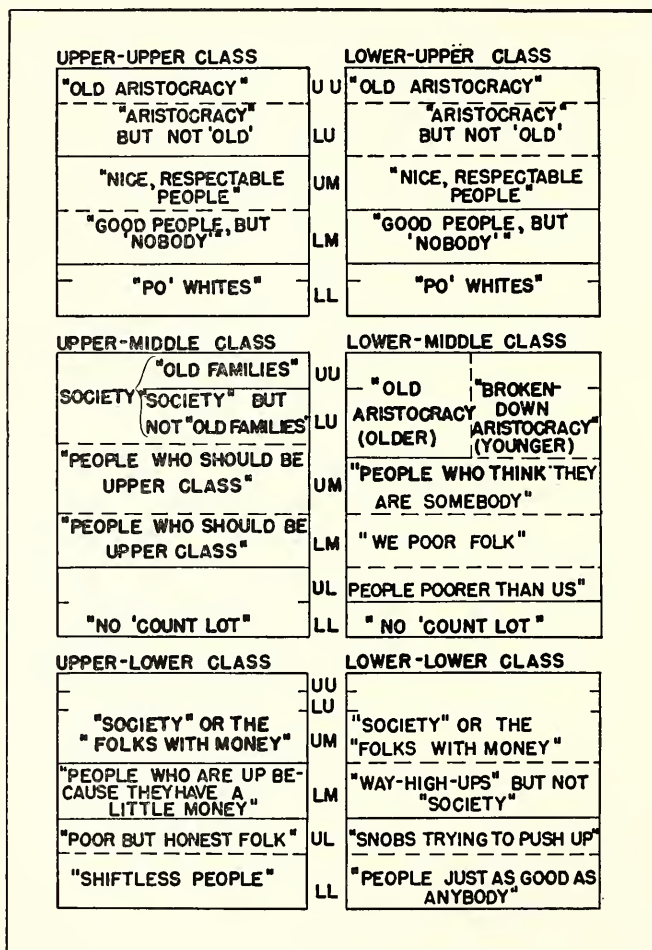 UPPER-UPPER CLASS
"OLD ARISTOCRACY"
"ARISTOCRACY"
BUT NOT 'OLD'
"NICE, RESPECTABLE
PEOPLE"
"GOOD PEOPLE, BUT
'NOBODY'"
"PO' WHITES"
UU
LU
UM
LM
LL
LOWER-UPPER CLASS
"OLD ARISTOCRACY"
"ARISTOCRACY"
BUT NOT 'OLD'
"NICE, RESPECTABLE
PEOPLE"
"GOOD PEOPLE, BUT
'NOBODY'"
"PO' WHITES"
UPPER-MIDDLE CLASS
SOCIETY
"OLD FAMILIES"
"SOCIETY" BUT
NOT "OLD FAMILIES"
"PEOPLE WHO SHOULD BE
UPPER CLASS"
"PEOPLE WHO SHOULD BE
UPPER CLASS"
"NO 'COUNT LOT"
UU
LU
UM
LM
UL
LL
LOWER-MIDDLE CLASS
"OLD
ARISTOCRACY
(OLDER)
"BROKEN-
DOWN
ARISTOCRACY"
(YOUNGER)
"PEOPLE WHO THINK THEY
ARE SOMEBODY"
"WE POOR FOLK"
PEOPLE POORER THAN US"
"NO 'COUNT LOT"
UPPER-LOWER CLASS
"SOCIETY" OR THE
"FOLKS WITH MONEY"
"PEOPLE WHO ARE UP BE-
CAUSE THEY HAVE A
LITTLE MONEY"
"POOR BUT HONEST FOLK"
"SHIFTLESS PEOPLE"
UU
LU
UM
LM
UL
LL
LOWER-LOWER CLASS
"SOCIETY" OR THE
"FOLKS WITH MONEY"
"WAY-HIGH-UPS" BUT NOT
"SOCIETY"
"SNOBS TRYING TO PUSH UP"
"PEOPLE JUST AS GOOD AS
ANYBODY"